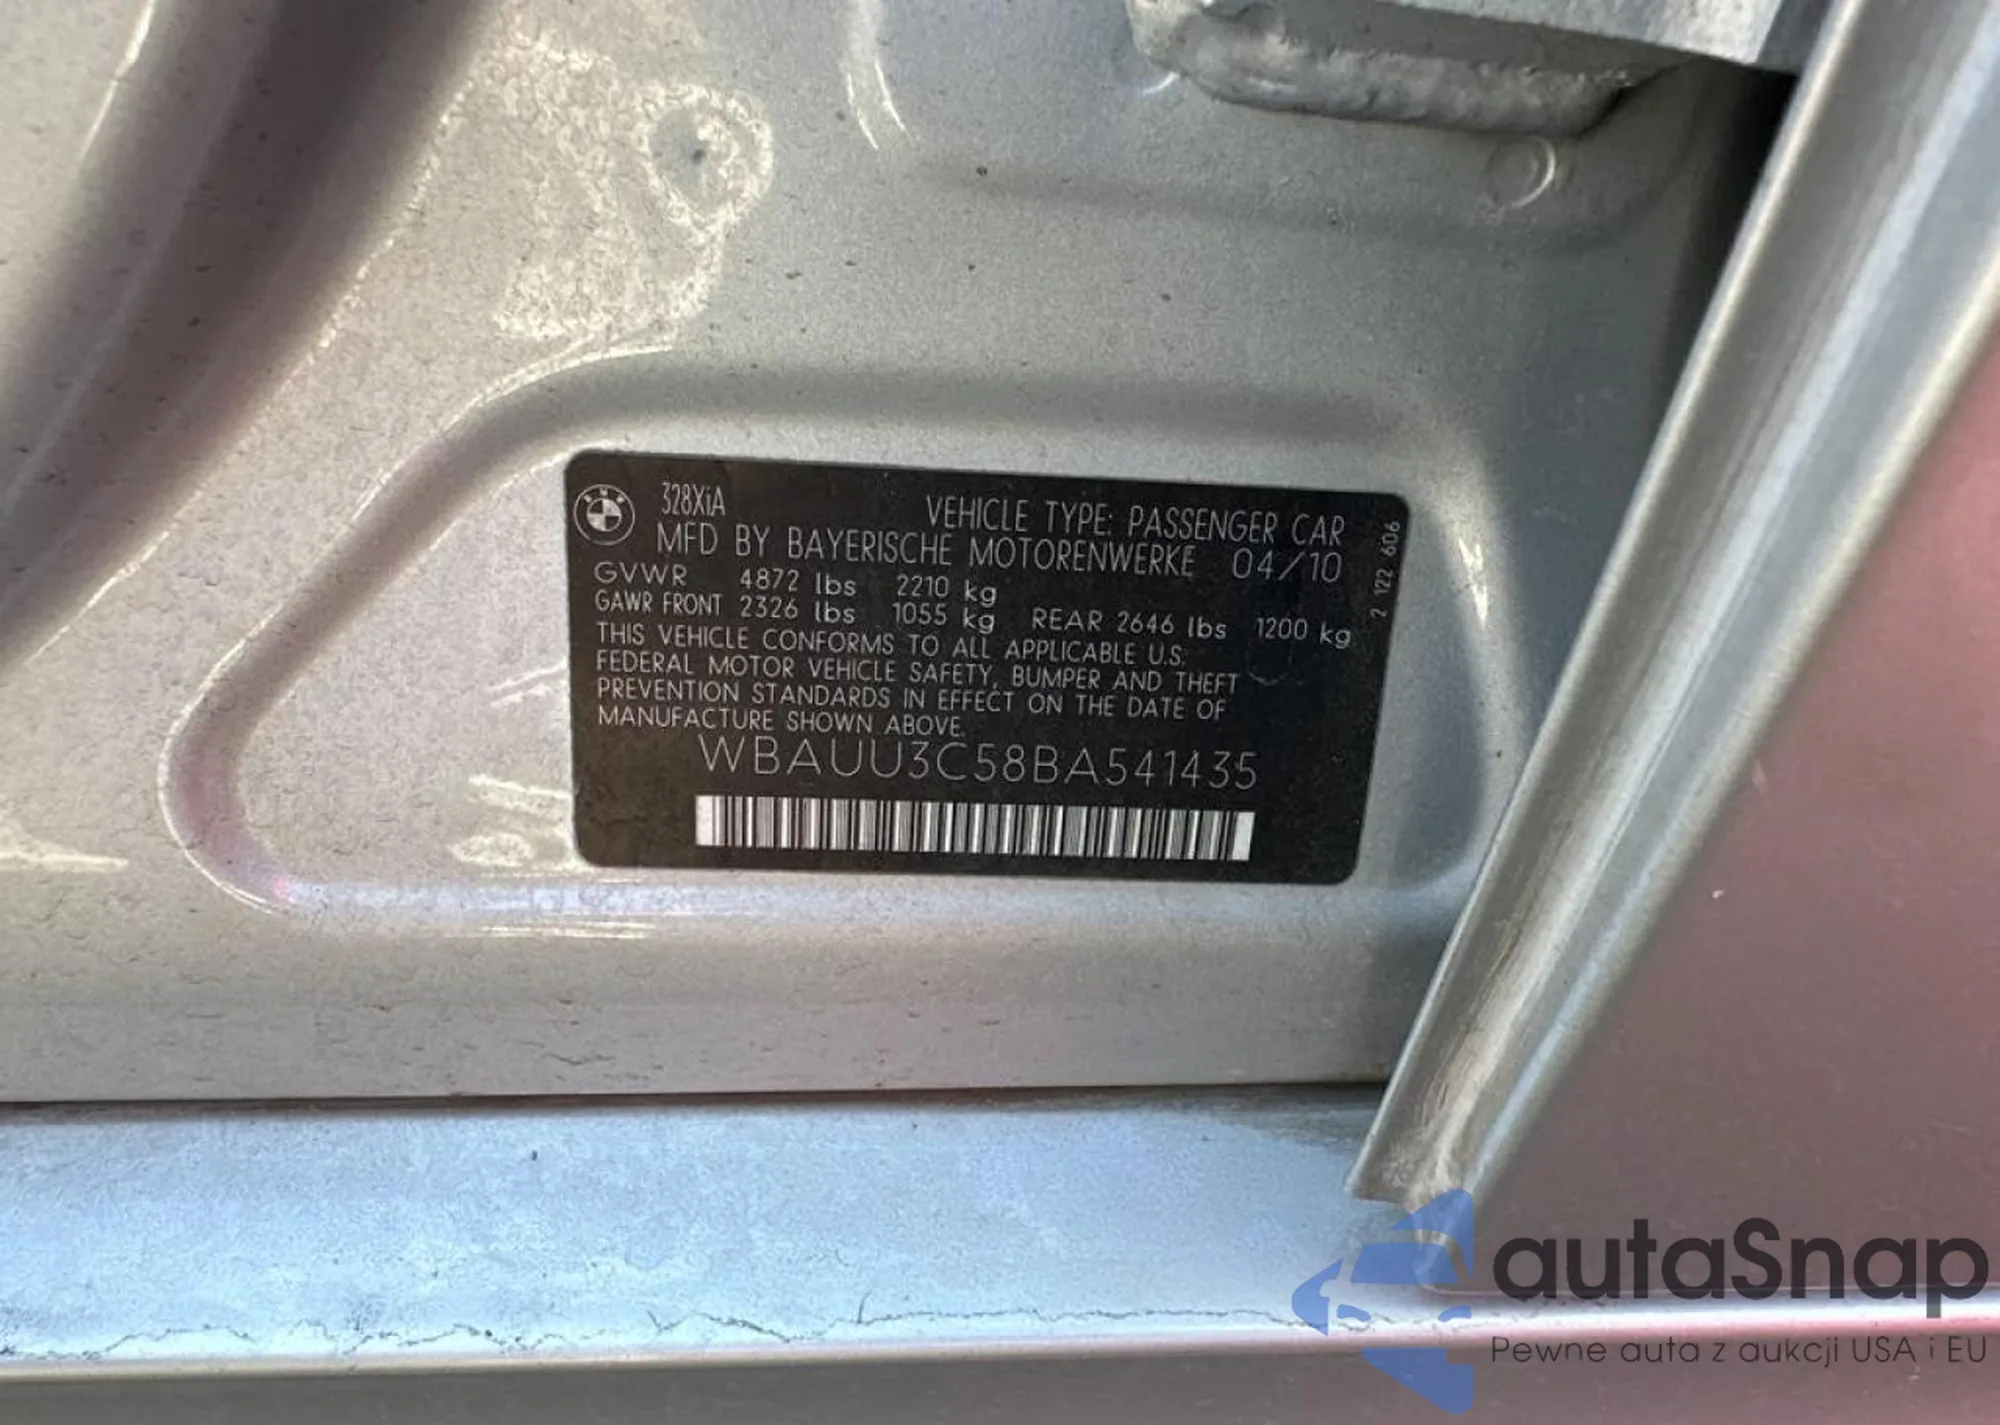 BMW
328XiA
VEHICLE TYPE: PASSENGER CAR
MFD BY BAYERISCHE MOTORENWERKE 04/10
GVWR 4872 lbs 2210 kg
GAWR FRONT 2326 lbs 1055 kg REAR 2646 lbs 1200 kg
THIS VEHICLE CONFORMS TO ALL APPLICABLE U.S.
FEDERAL MOTOR VEHICLE SAFETY, BUMPER AND THEFT
PREVENTION STANDARDS IN EFFECT ON THE DATE OF
MANUFACTURE SHOWN ABOVE.
WBAUU3C58BA541435
2 122 606
autaSnap
Pewne auta z aukcji USA i EU